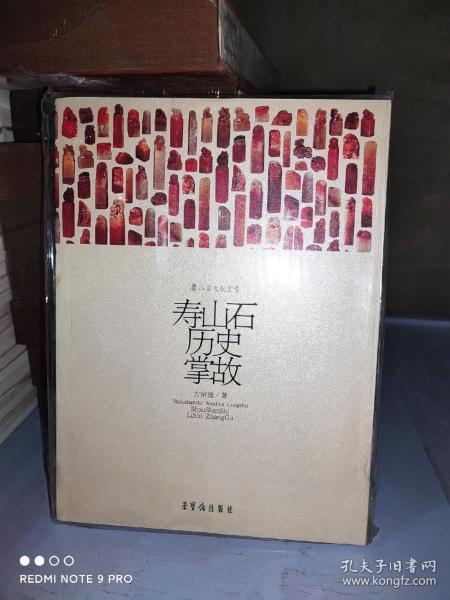 寿山石文化丛书
寿山石
历史
掌故
方宗珪/著
Shoushanshi Wenhua Congshu
ShouShanShi
LiShi ZhangGu
荣宝斋出版社
REDMI NOTE 9 PRO
孔夫子旧书网
www.kongfz.com